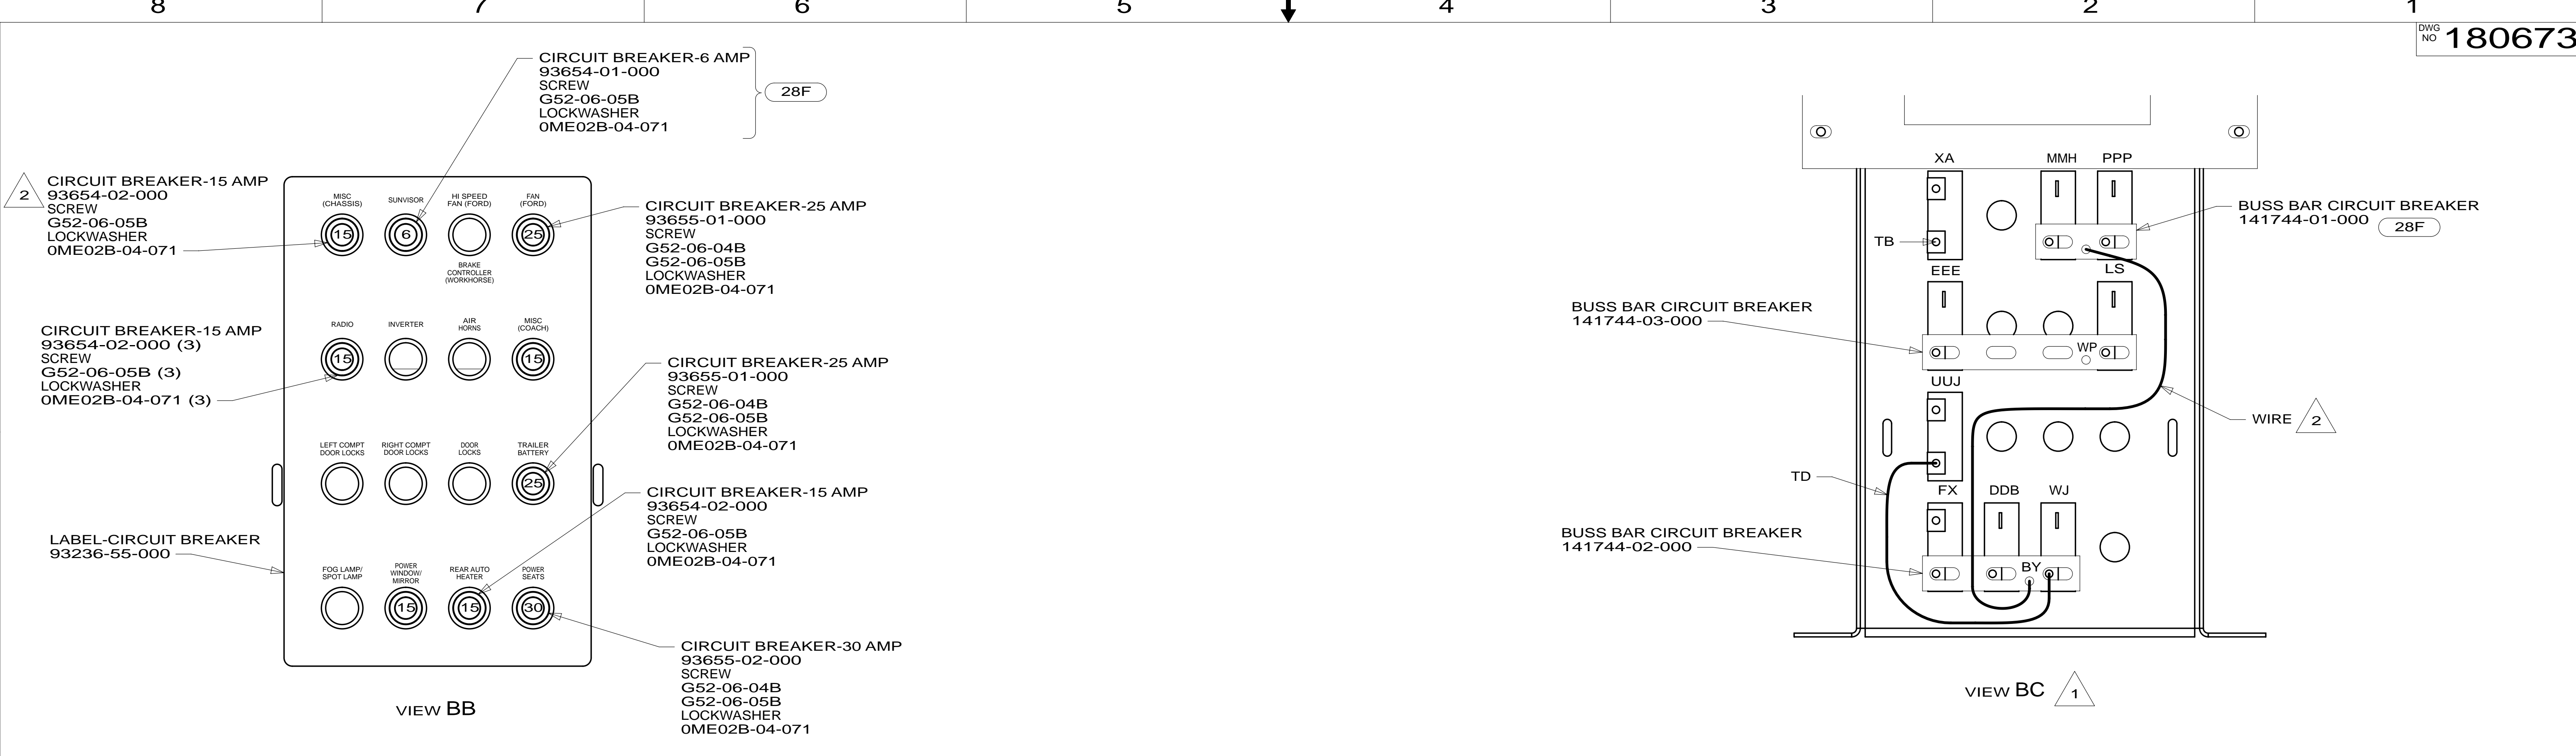 8 7 6 5 4 3 2 1
DWG NO 180673
CIRCUIT BREAKER-6 AMP
93654-01-000
SCREW
G52-06-05B
LOCKWASHER
0ME02B-04-071
28F
2
CIRCUIT BREAKER-15 AMP
93654-02-000
SCREW
G52-06-05B
LOCKWASHER
0ME02B-04-071
CIRCUIT BREAKER-15 AMP
93654-02-000 (3)
SCREW
G52-06-05B (3)
LOCKWASHER
0ME02B-04-071 (3)
LABEL-CIRCUIT BREAKER
93236-55-000
MISC
(CHASSIS)
SUNVISOR
HI SPEED
FAN (FORD)
FAN
(FORD)
15 6 25
BRAKE
CONTROLLER
(WORKHORSE)
RADIO
INVERTER
AIR
HORNS
MISC
(COACH)
15 15
LEFT COMPT
DOOR LOCKS
RIGHT COMPT
DOOR LOCKS
DOOR
LOCKS
TRAILER
BATTERY
25
FOG LAMP/
SPOT LAMP
POWER
WINDOW/
MIRROR
REAR AUTO
HEATER
POWER
SEATS
15 15 30
CIRCUIT BREAKER-25 AMP
93655-01-000
SCREW
G52-06-04B
G52-06-05B
LOCKWASHER
0ME02B-04-071
CIRCUIT BREAKER-25 AMP
93655-01-000
SCREW
G52-06-04B
G52-06-05B
LOCKWASHER
0ME02B-04-071
CIRCUIT BREAKER-15 AMP
93654-02-000
SCREW
G52-06-05B
LOCKWASHER
0ME02B-04-071
CIRCUIT BREAKER-30 AMP
93655-02-000
SCREW
G52-06-04B
G52-06-05B
LOCKWASHER
0ME02B-04-071
VIEW BB
XA MMH PPP
TB
EEE LS
WP
UUJ
TD
FX DDB WJ
BY
BUSS BAR CIRCUIT BREAKER
141744-01-000
28F
BUSS BAR CIRCUIT BREAKER
141744-03-000
WIRE 2
BUSS BAR CIRCUIT BREAKER
141744-02-000
VIEW BC 1